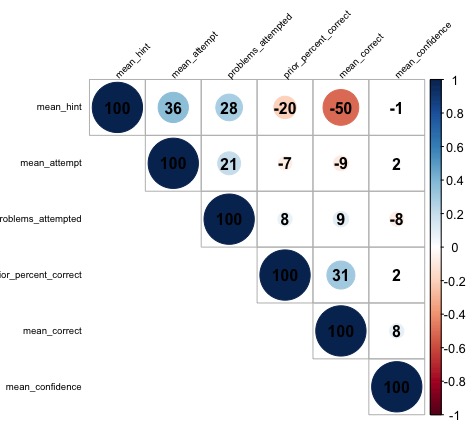 mean_hint
mean_attempt
problems_attempted
prior_percent_correct
mean_correct
mean_confidence
mean_hint 100 36 28 -20 -50 -1
mean_attempt 100 21 -7 -9 2
roblems_attempted 100 8 9 -8
ior_percent_correct 100 31 2
mean_correct 100 8
mean_confidence 100
1
0.8
0.6
0.4
0.2
0
-0.2
-0.4
-0.6
-0.8
-1